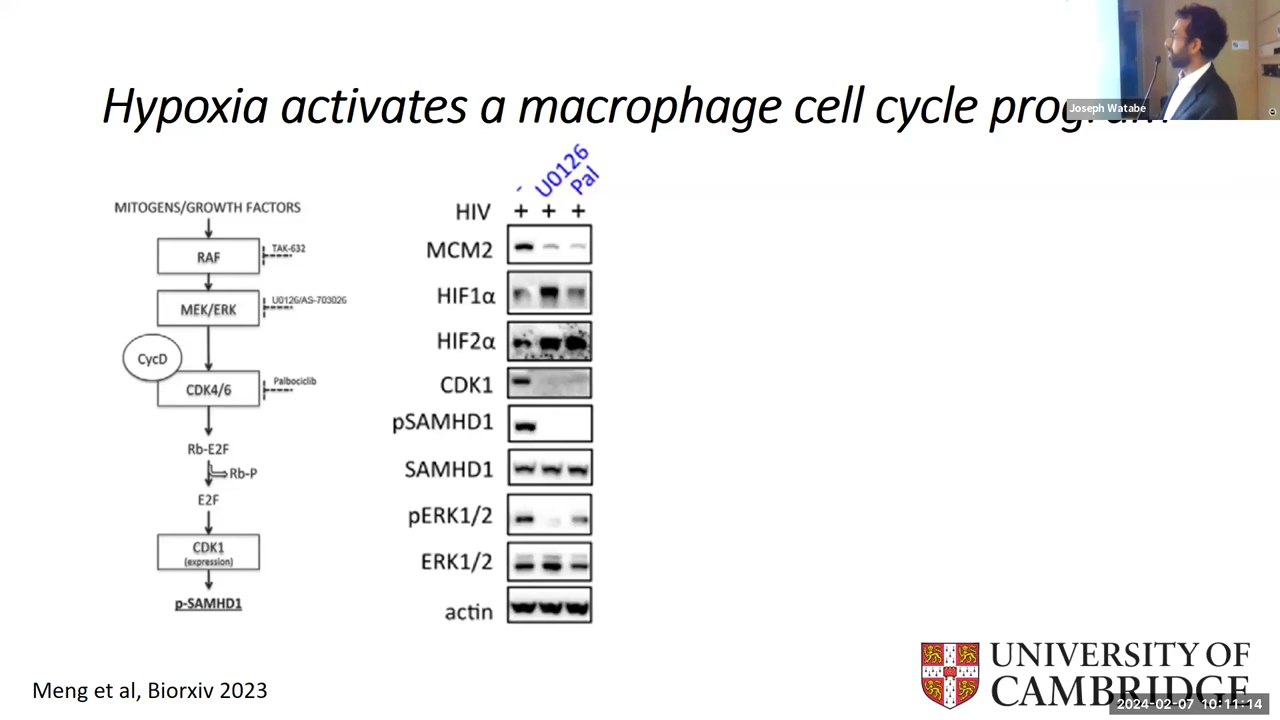 Joseph Watabe
Hypoxia activates a macrophage cell cycle program
MITOGENS/GROWTH FACTORS
RAF
TAK-632
MEK/ERK
U0126/AS-703026
CycD
CDK4/6
Palbociclib
Rb-E2F
Rb-P
E2F
CDK1
(expression)
p-SAMHD1
- U0126 Pal
HIV + + +
MCM2
HIF1α
HIF2α
CDK1
pSAMHD1
SAMHD1
pERK1/2
ERK1/2
actin
Meng et al, Biorxiv 2023
UNIVERSITY OF
CAMBRIDGE
2024-02-07 10:11:14